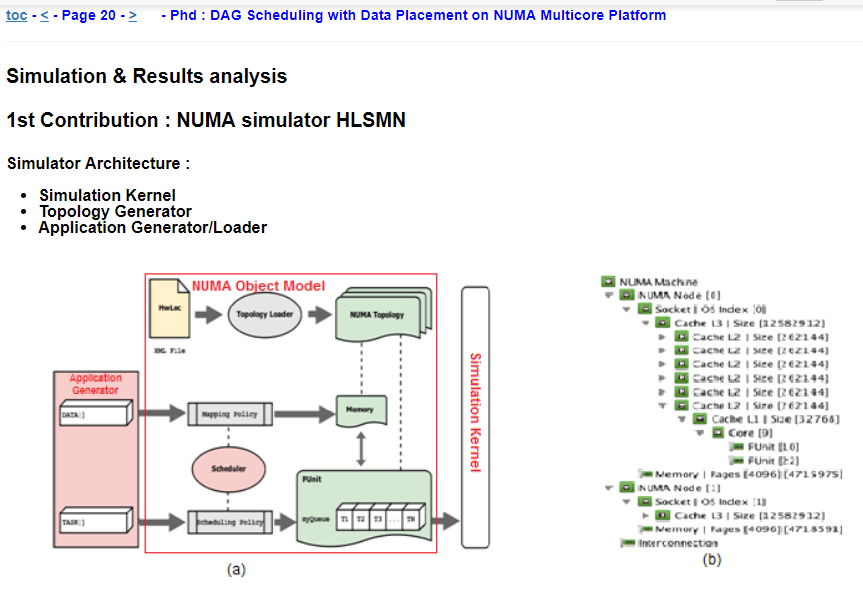 toc - < - Page 20 - > - Phd : DAG Scheduling with Data Placement on NUMA Multicore Platform
Simulation & Results analysis
1st Contribution : NUMA simulator HLSMN
Simulator Architecture :
• Simulation Kernel
• Topology Generator
• Application Generator/Loader
NUMA Object Model
HwLoc
XML File
Topology Loader
NUMA Topology
Application
Generator
DATA[]
Mapping Policy
Memory
Scheduler
PUnit
TASK[]
Scheduling Policy
myQueue
T1 T2 T3 ... TN
Simulation Kernel
(a)
NUMA Machine
NUMA Node [0]
Socket | OS Index [0]
Cache L3 | Size [12582912]
Cache L2 | Size [262144]
Cache L2 | Size [262144]
Cache L2 | Size [262144]
Cache L2 | Size [262144]
Cache L2 | Size [262144]
Cache L2 | Size [262144]
Cache L1 | Size [32768]
Core [9]
PUnit [10]
PUnit [22]
Memory | Pages [4096][4715975]
NUMA Node [1]
Socket | OS Index [1]
Cache L3 | Size [12582912]
Memory | Pages [4096][4718591]
Interconnection
(b)